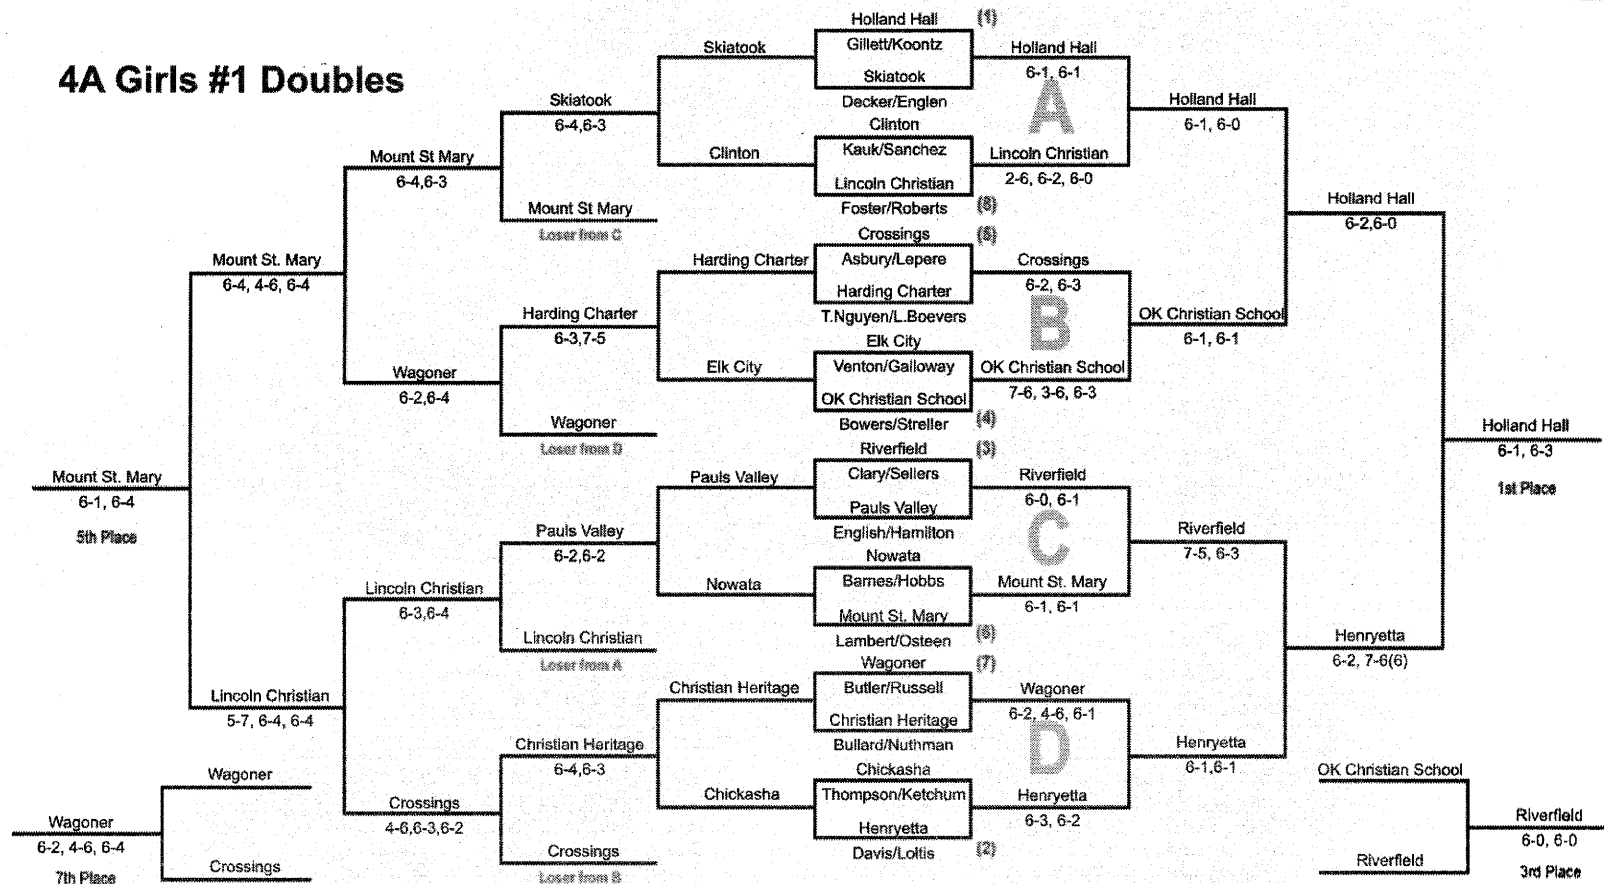 4A Girls #1 Doubles
Holland Hall (1)
Gillett/Koontz
Skiatook
Decker/Englen
Clinton
Kauk/Sanchez
Lincoln Christian
Foster/Roberts (8)
Crossings (5)
Asbury/Lepere
Harding Charter
T.Nguyen/L.Boevers
Elk City
Venton/Galloway
OK Christian School
Bowers/Streller (4)
Riverfield (3)
Clary/Sellers
Pauls Valley
English/Hamilton
Nowata
Barnes/Hobbs
Mount St. Mary
Lambert/Osteen (6)
Wagoner (7)
Butler/Russell
Christian Heritage
Bullard/Nuthman
Chickasha
Thompson/Ketchum
Henryetta
Davis/Loftis (2)
Holland Hall
6-1, 6-1
A
Lincoln Christian
2-6, 6-2, 6-0
Crossings
6-2, 6-3
B
OK Christian School
7-6, 3-6, 6-3
Riverfield
6-0, 6-1
C
Mount St. Mary
6-1, 6-1
Wagoner
6-2, 4-6, 6-1
D
Henryetta
6-3, 6-2
Holland Hall
6-1, 6-0
OK Christian School
6-1, 6-1
Riverfield
7-5, 6-3
Henryetta
6-1,6-1
Holland Hall
6-2,6-0
Henryetta
6-2, 7-6(6)
Holland Hall
6-1, 6-3
1st Place
OK Christian School
Riverfield
Riverfield
6-0, 6-0
3rd Place
Skiatook
Clinton
Harding Charter
Elk City
Pauls Valley
Nowata
Christian Heritage
Chickasha
Skiatook
6-4,6-3
Mount St Mary
Loser from C
Harding Charter
6-3,7-5
Wagoner
Loser from D
Pauls Valley
6-2,6-2
Lincoln Christian
Loser from A
Christian Heritage
6-4,6-3
Crossings
Loser from B
Mount St Mary
6-4,6-3
Wagoner
6-2,6-4
Lincoln Christian
6-3,6-4
Crossings
4-6,6-3,6-2
Mount St. Mary
6-4, 4-6, 6-4
Lincoln Christian
5-7, 6-4, 6-4
Mount St. Mary
6-1, 6-4
5th Place
Wagoner
Crossings
Wagoner
6-2, 4-6, 6-4
7th Place